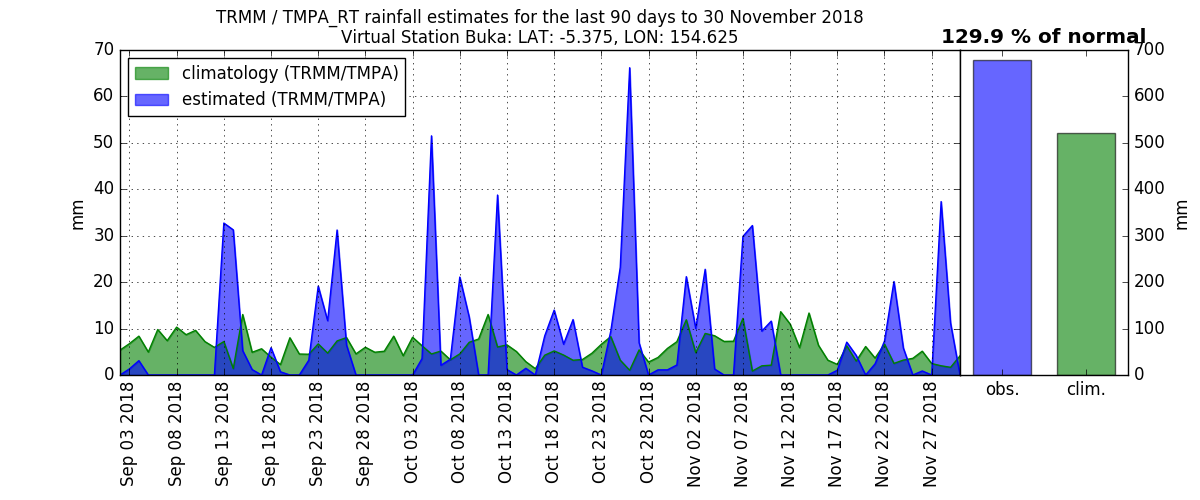 TRMM / TMPA_RT rainfall estimates for the last 90 days to 30 November 2018
Virtual Station Buka: LAT: -5.375, LON: 154.625
129.9 % of normal
climatology (TRMM/TMPA)
estimated (TRMM/TMPA)
70
60
50
40
30
20
10
0
mm
Sep 03 2018
Sep 08 2018
Sep 13 2018
Sep 18 2018
Sep 23 2018
Sep 28 2018
Oct 03 2018
Oct 08 2018
Oct 13 2018
Oct 18 2018
Oct 23 2018
Oct 28 2018
Nov 02 2018
Nov 07 2018
Nov 12 2018
Nov 17 2018
Nov 22 2018
Nov 27 2018
obs.
clim.
700
600
500
400
300
200
100
0
mm